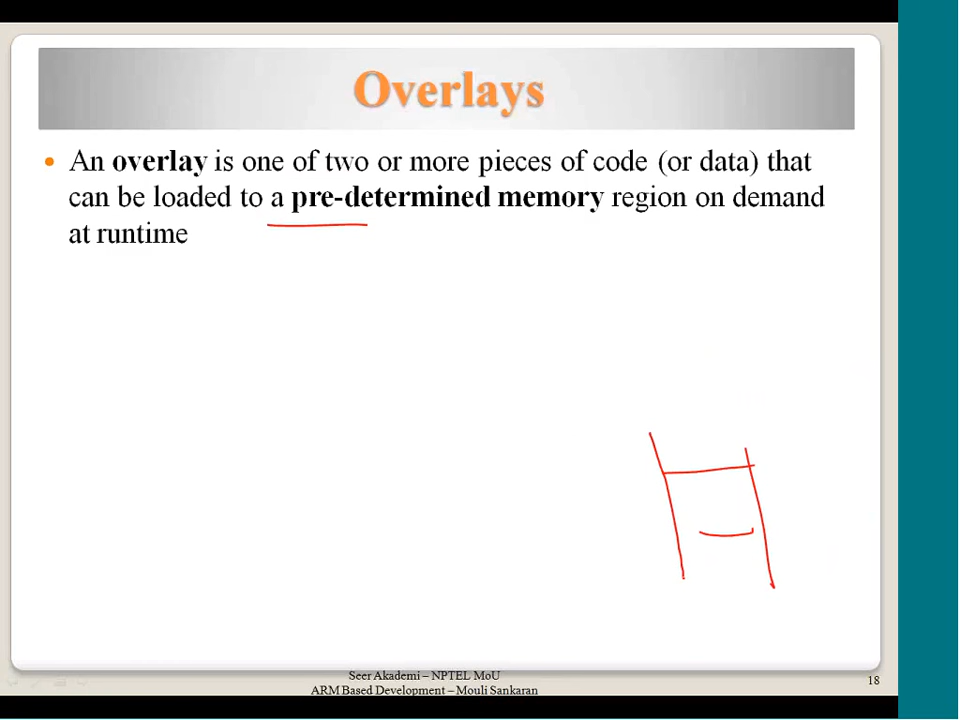 Overlays
• An overlay is one of two or more pieces of code (or data) that
can be loaded to a pre-determined memory region on demand
at runtime
Seer Akademi – NPTEL MoU
ARM Based Development – Mouli Sankaran
18